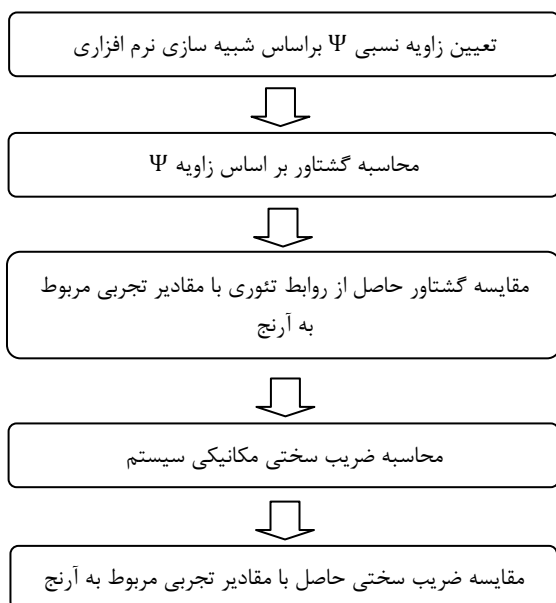 تعیین زاویه نسبی Ψ براساس شبیه سازی نرم افزاری
محاسبه گشتاور بر اساس زاویه Ψ
مقایسه گشتاور حاصل از روابط تئوری با مقادیر تجربی مربوط
به آرنج
محاسبه ضریب سختی مکانیکی سیستم
مقایسه ضریب سختی حاصل با مقادیر تجربی مربوط به آرنج